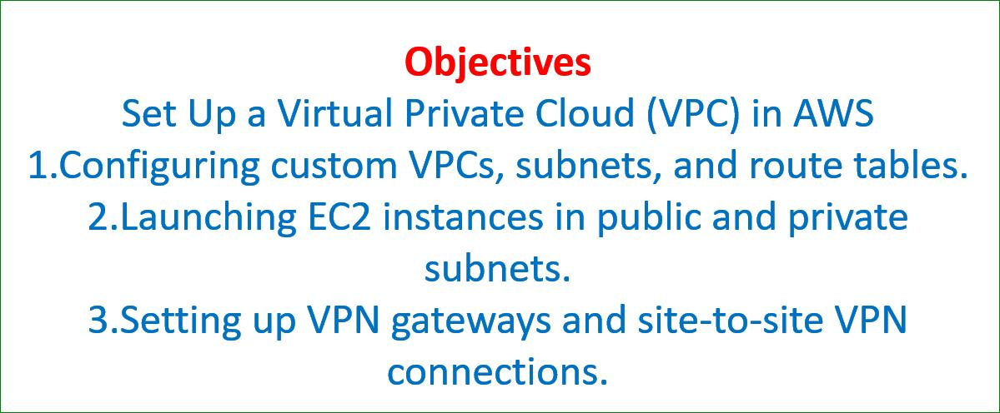 Objectives
Set Up a Virtual Private Cloud (VPC) in AWS
1.Configuring custom VPCs, subnets, and route tables.
2.Launching EC2 instances in public and private
subnets.
3.Setting up VPN gateways and site-to-site VPN
connections.